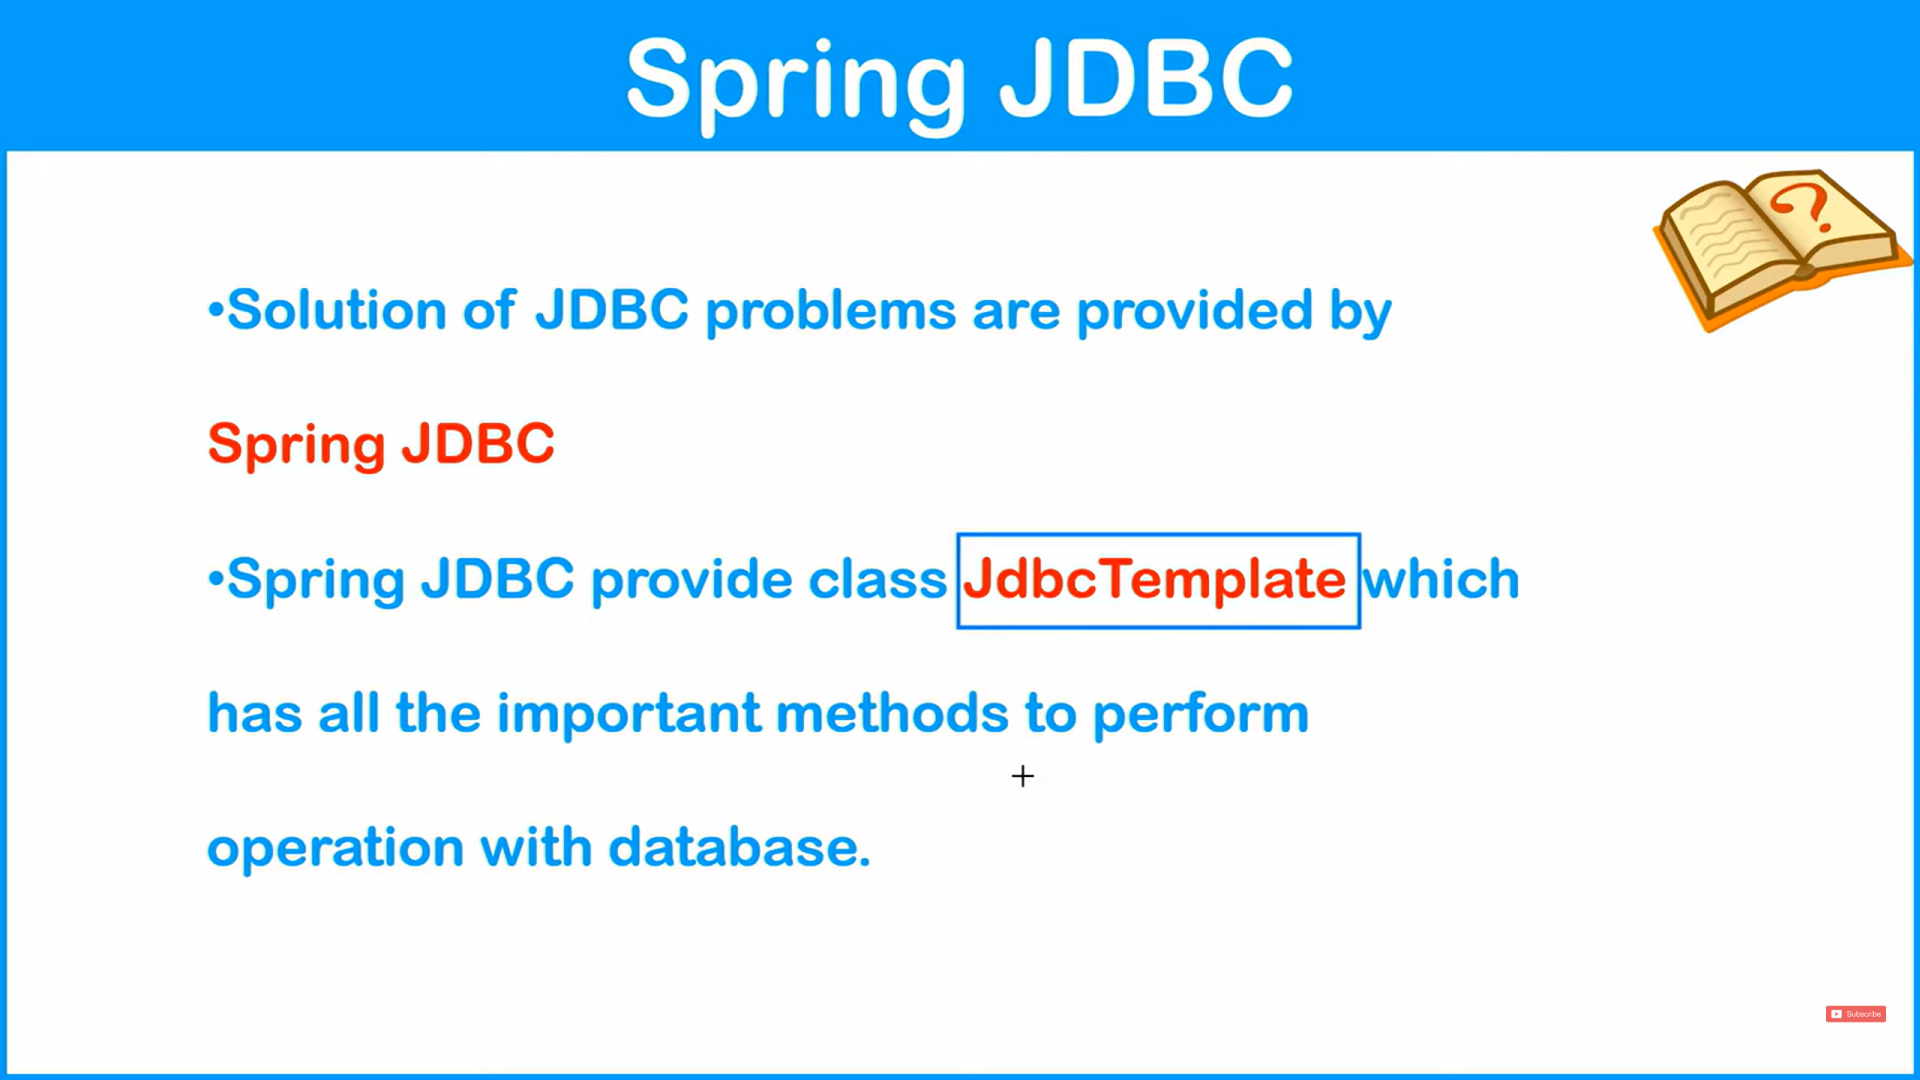 Spring JDBC
?
•Solution of JDBC problems are provided by
Spring JDBC
•Spring JDBC provide class JdbcTemplate which
has all the important methods to perform
operation with database.
Subscribe